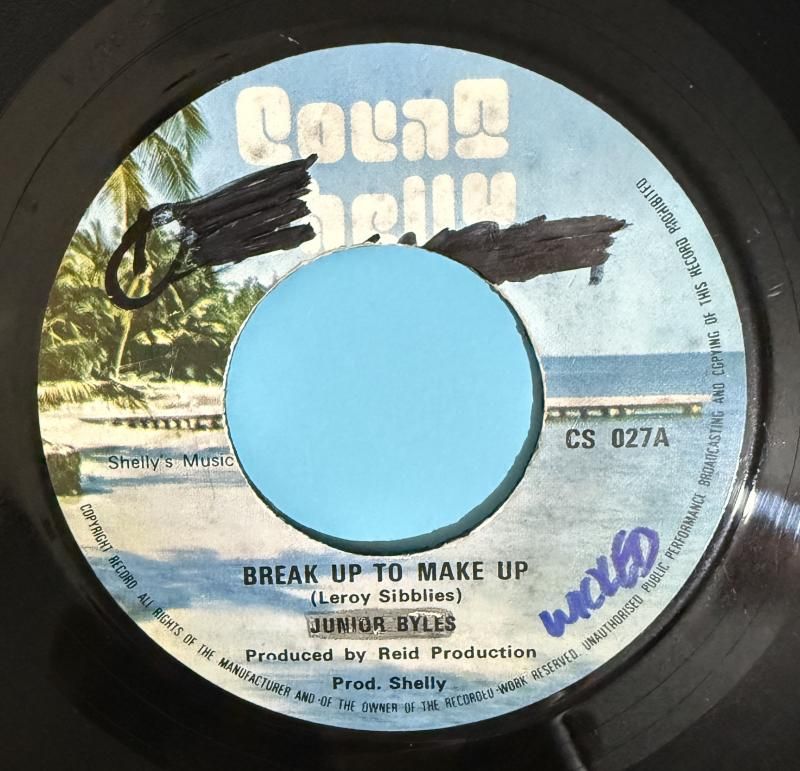 Count
Shelly
Shelly's Music
CS 027A
BREAK UP TO MAKE UP
(Leroy Sibblies)
JUNIOR BYLES
Produced by Reid Production
Prod. Shelly
WICKED
COPYRIGHT RECORD. ALL RIGHTS OF THE MANUFACTURER AND OF THE OWNER OF THE RECORDED WORK RESERVED. UNAUTHORISED PUBLIC PERFORMANCE BROADCASTING AND COPYING OF THIS RECORD PROHIBITED